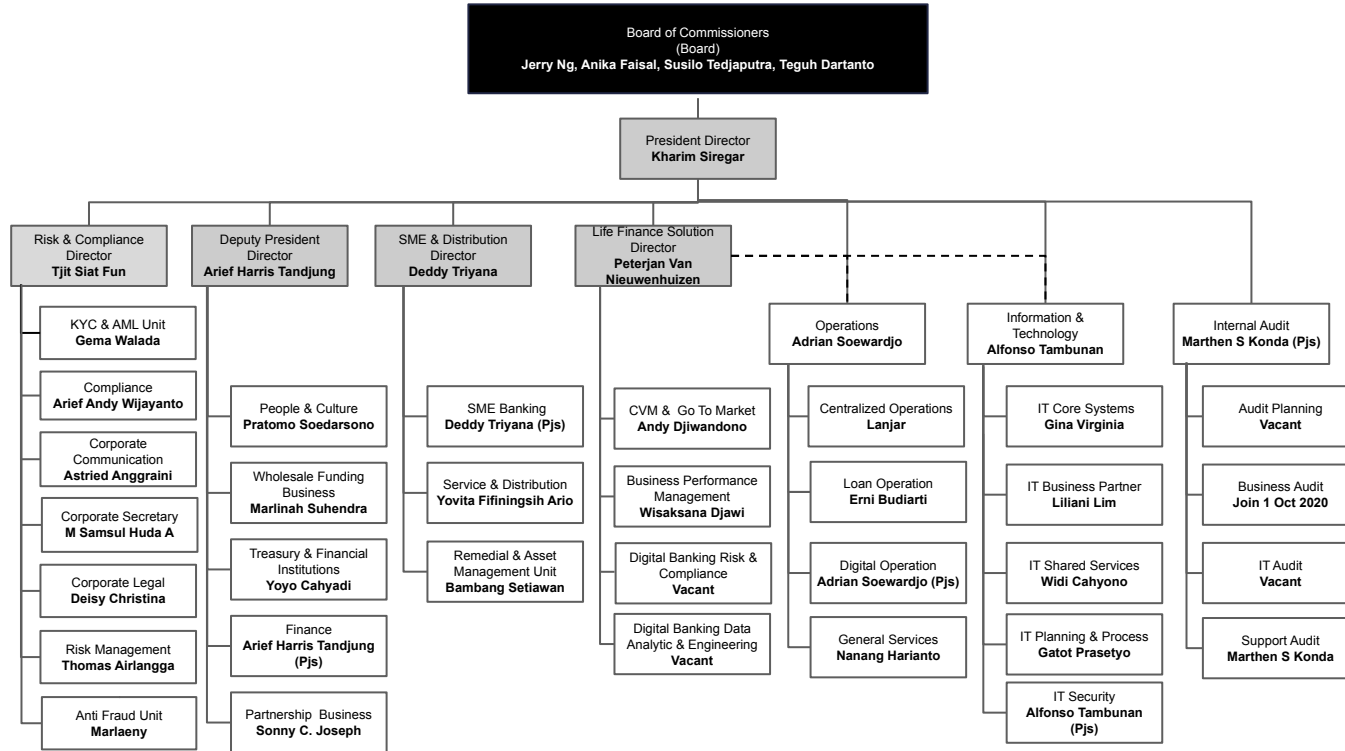 Board of Commissioners
(Board)
Jerry Ng, Anika Faisal, Susilo Tedjaputra, Teguh Dartanto
President Director
Kharim Siregar
Risk & Compliance
Director
Tjit Siat Fun
Deputy President
Director
Arief Harris Tandjung
SME & Distribution
Director
Deddy Triyana
Life Finance Solution
Director
Peterjan Van
Nieuwenhuizen
KYC & AML Unit
Gema Walada
Compliance
Arief Andy Wijayanto
Corporate
Communication
Astried Anggraini
Corporate Secretary
M Samsul Huda A
Corporate Legal
Deisy Christina
Risk Management
Thomas Airlangga
Anti Fraud Unit
Marlaeny
People & Culture
Pratomo Soedarsono
Wholesale Funding
Business
Marlinah Suhendra
Treasury & Financial
Institutions
Yoyo Cahyadi
Finance
Arief Harris Tandjung
(Pjs)
Partnership Business
Sonny C. Joseph
SME Banking
Deddy Triyana (Pjs)
Service & Distribution
Yovita Fifiningsih Ario
Remedial & Asset
Management Unit
Bambang Setiawan
CVM & Go To Market
Andy Djiwandono
Business Performance
Management
Wisaksana Djawi
Digital Banking Risk &
Compliance
Vacant
Digital Banking Data
Analytic & Engineering
Vacant
Operations
Adrian Soewardjo
Centralized Operations
Lanjar
Loan Operation
Erni Budiarti
Digital Operation
Adrian Soewardjo (Pjs)
General Services
Nanang Harianto
Information &
Technology
Alfonso Tambunan
IT Core Systems
Gina Virginia
IT Business Partner
Liliani Lim
IT Shared Services
Widi Cahyono
IT Planning & Process
Gatot Prasetyo
IT Security
Alfonso Tambunan
(Pjs)
Internal Audit
Marthen S Konda (Pjs)
Audit Planning
Vacant
Business Audit
Join 1 Oct 2020
IT Audit
Vacant
Support Audit
Marthen S Konda